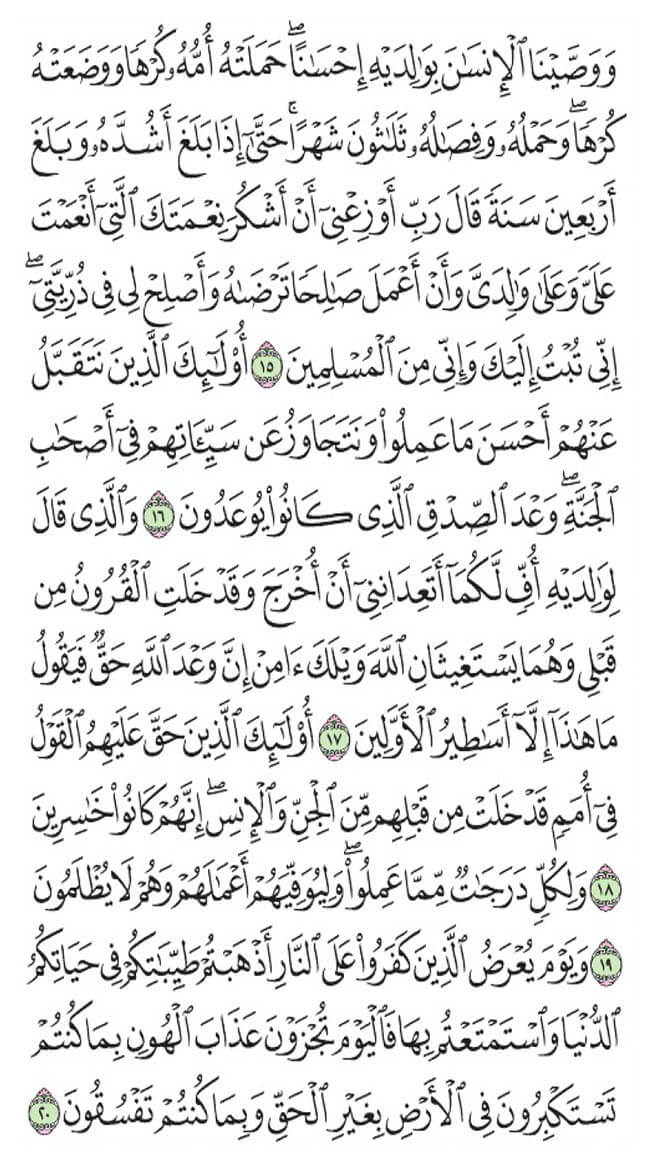 وَوَصَّيْنَا ٱلْإِنسَٰنَ بِوَٰلِدَيْهِ إِحْسَٰنًاۖ حَمَلَتْهُ أُمُّهُۥ كُرْهًا وَوَضَعَتْهُ
كُرْهًاۖ وَحَمْلُهُۥ وَفِصَٰلُهُۥ ثَلَٰثُونَ شَهْرًاۚ حَتَّىٰٓ إِذَا بَلَغَ أَشُدَّهُۥ وَبَلَغَ
أَرْبَعِينَ سَنَةً قَالَ رَبِّ أَوْزِعْنِىٓ أَنْ أَشْكُرَ نِعْمَتَكَ ٱلَّتِىٓ أَنْعَمْتَ
عَلَىَّ وَعَلَىٰ وَٰلِدَىَّ وَأَنْ أَعْمَلَ صَٰلِحًا تَرْضَىٰهُ وَأَصْلِحْ لِى فِى ذُرِّيَّتِىٓۖ
إِنِّى تُبْتُ إِلَيْكَ وَإِنِّى مِنَ ٱلْمُسْلِمِينَ ١٥ أُو۟لَٰٓئِكَ ٱلَّذِينَ نَتَقَبَّلُ
عَنْهُمْ أَحْسَنَ مَا عَمِلُوا۟ وَنَتَجَاوَزُ عَن سَيِّـَٔاتِهِمْ فِىٓ أَصْحَٰبِ
ٱلْجَنَّةِۖ وَعْدَ ٱلصِّدْقِ ٱلَّذِى كَانُوا۟ يُوعَدُونَ ١٦ وَٱلَّذِى قَالَ
لِوَٰلِدَيْهِ أُفٍّ لَّكُمَآ أَتَعِدَانِنِىٓ أَنْ أُخْرَجَ وَقَدْ خَلَتِ ٱلْقُرُونُ مِن
قَبْلِى وَهُمَا يَسْتَغِيثَانِ ٱللَّهَ وَيْلَكَ ءَامِنْ إِنَّ وَعْدَ ٱللَّهِ حَقٌّ فَيَقُولُ
مَا هَٰذَآ إِلَّآ أَسَٰطِيرُ ٱلْأَوَّلِينَ ١٧ أُو۟لَٰٓئِكَ ٱلَّذِينَ حَقَّ عَلَيْهِمُ ٱلْقَوْلُ
فِىٓ أُمَمٍ قَدْ خَلَتْ مِن قَبْلِهِم مِّنَ ٱلْجِنِّ وَٱلْإِنسِۖ إِنَّهُمْ كَانُوا۟ خَٰسِرِينَ
١٨ وَلِكُلٍّ دَرَجَٰتٌ مِّمَّا عَمِلُوا۟ۖ وَلِيُوَفِّيَهُمْ أَعْمَٰلَهُمْ وَهُمْ لَا يُظْلَمُونَ
١٩ وَيَوْمَ يُعْرَضُ ٱلَّذِينَ كَفَرُوا۟ عَلَى ٱلنَّارِ أَذْهَبْتُمْ طَيِّبَٰتِكُمْ فِى حَيَاتِكُمُ
ٱلدُّنْيَا وَٱسْتَمْتَعْتُم بِهَا فَٱلْيَوْمَ تُجْزَوْنَ عَذَابَ ٱلْهُونِ بِمَا كُنتُمْ
تَسْتَكْبِرُونَ فِى ٱلْأَرْضِ بِغَيْرِ ٱلْحَقِّ وَبِمَا كُنتُمْ تَفْسُقُونَ ٢٠